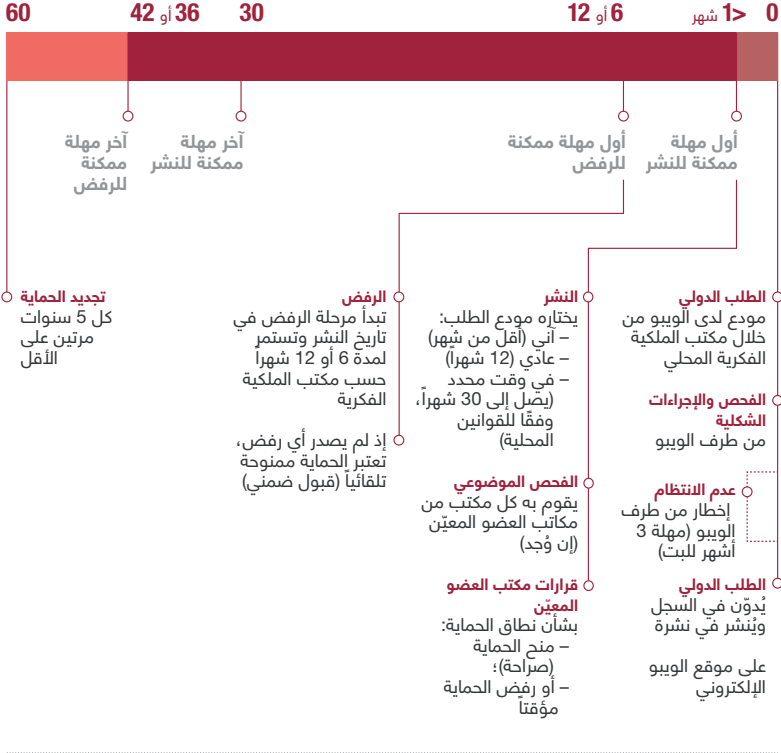 0
<1 شهر
6 أو 12
30
36 أو 42
60
أول مهلة
ممكنة للنشر
أول مهلة ممكنة
للرفض
آخر مهلة
ممكنة للنشر
آخر مهلة
ممكنة
للرفض
الطلب الدولي
مودع لدى الويبو من
خلال مكتب الملكية
الفكرية المحلي
الفحص والإجراءات
الشكلية
من طرف الويبو
عدم الانتظام
إخطار من طرف
الويبو (مهلة 3
أشهر للبت)
الطلب الدولي
يُدوّن في السجل
ويُنشر في نشرة
على موقع الويبو
الإلكتروني
النشر
يختاره مودع الطلب:
– آني (أقل من شهر)
– عادي (12 شهراً)
– في وقت محدد
(يصل إلى 30 شهراً،
وفقًا للقوانين
المحلية)
الفحص الموضوعي
يقوم به كل مكتب من
مكاتب العضو المعيّن
(إن وُجد)
قرارات مكتب العضو
المعيّن
بشأن نطاق الحماية:
– منح الحماية
(صراحة)؛
– أو رفض الحماية
مؤقتاً
الرفض
تبدأ مرحلة الرفض في
تاريخ النشر وتستمر
لمدة 6 أو 12 شهراً
حسب مكتب الملكية
الفكرية
إذ لم يصدر أي رفض،
تعتبر الحماية ممنوحة
تلقائياً (قبول ضمني)
تجديد الحماية
كل 5 سنوات
مرتين على
الأقل